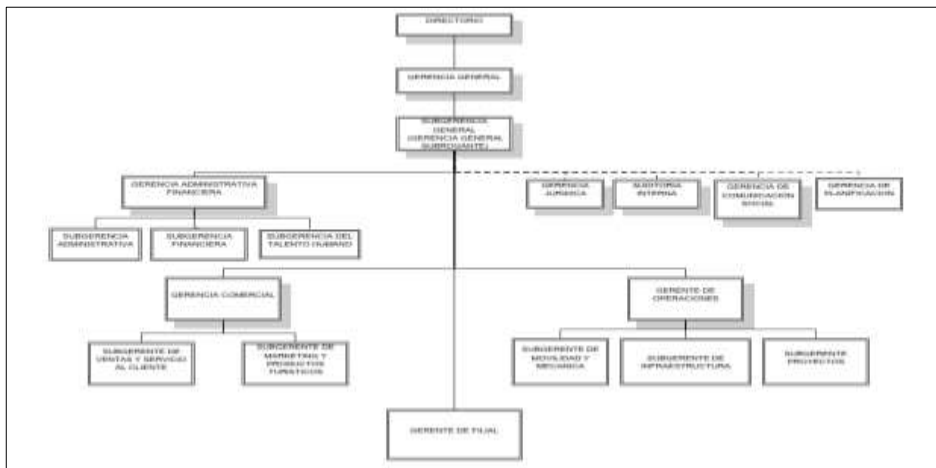 DIRECTORIO
GERENCIA GENERAL
SUBGERENCIA
GENERAL
(GERENCIA GENERAL
SUBROGANTE)
GERENCIA ADMINISTRATIVA
FINANCIERA
GERENCIA
JURIDICA
AUDITORIA
INTERNA
GERENCIA DE
COMUNICACION
SOCIAL
GERENCIA DE
PLANIFICACION
SUBGERENCIA
ADMINISTRATIVA
SUBGERENCIA
FINANCIERA
SUBGERENCIA DEL
TALENTO HUMANO
GERENCIA COMERCIAL
GERENTE DE
OPERACIONES
SUBGERENTE DE
VENTAS Y SERVICIO
AL CLIENTE
SUBGERENTE DE
MARKETING Y
PRODUCTOS
TURISTICOS
SUBGERENTE DE
MOVILIDAD Y
MECANICA
SUBGERENTE DE
INFRAESTRUCTURA
SUBGERENTE
PROYECTOS
GERENTE DE FILIAL